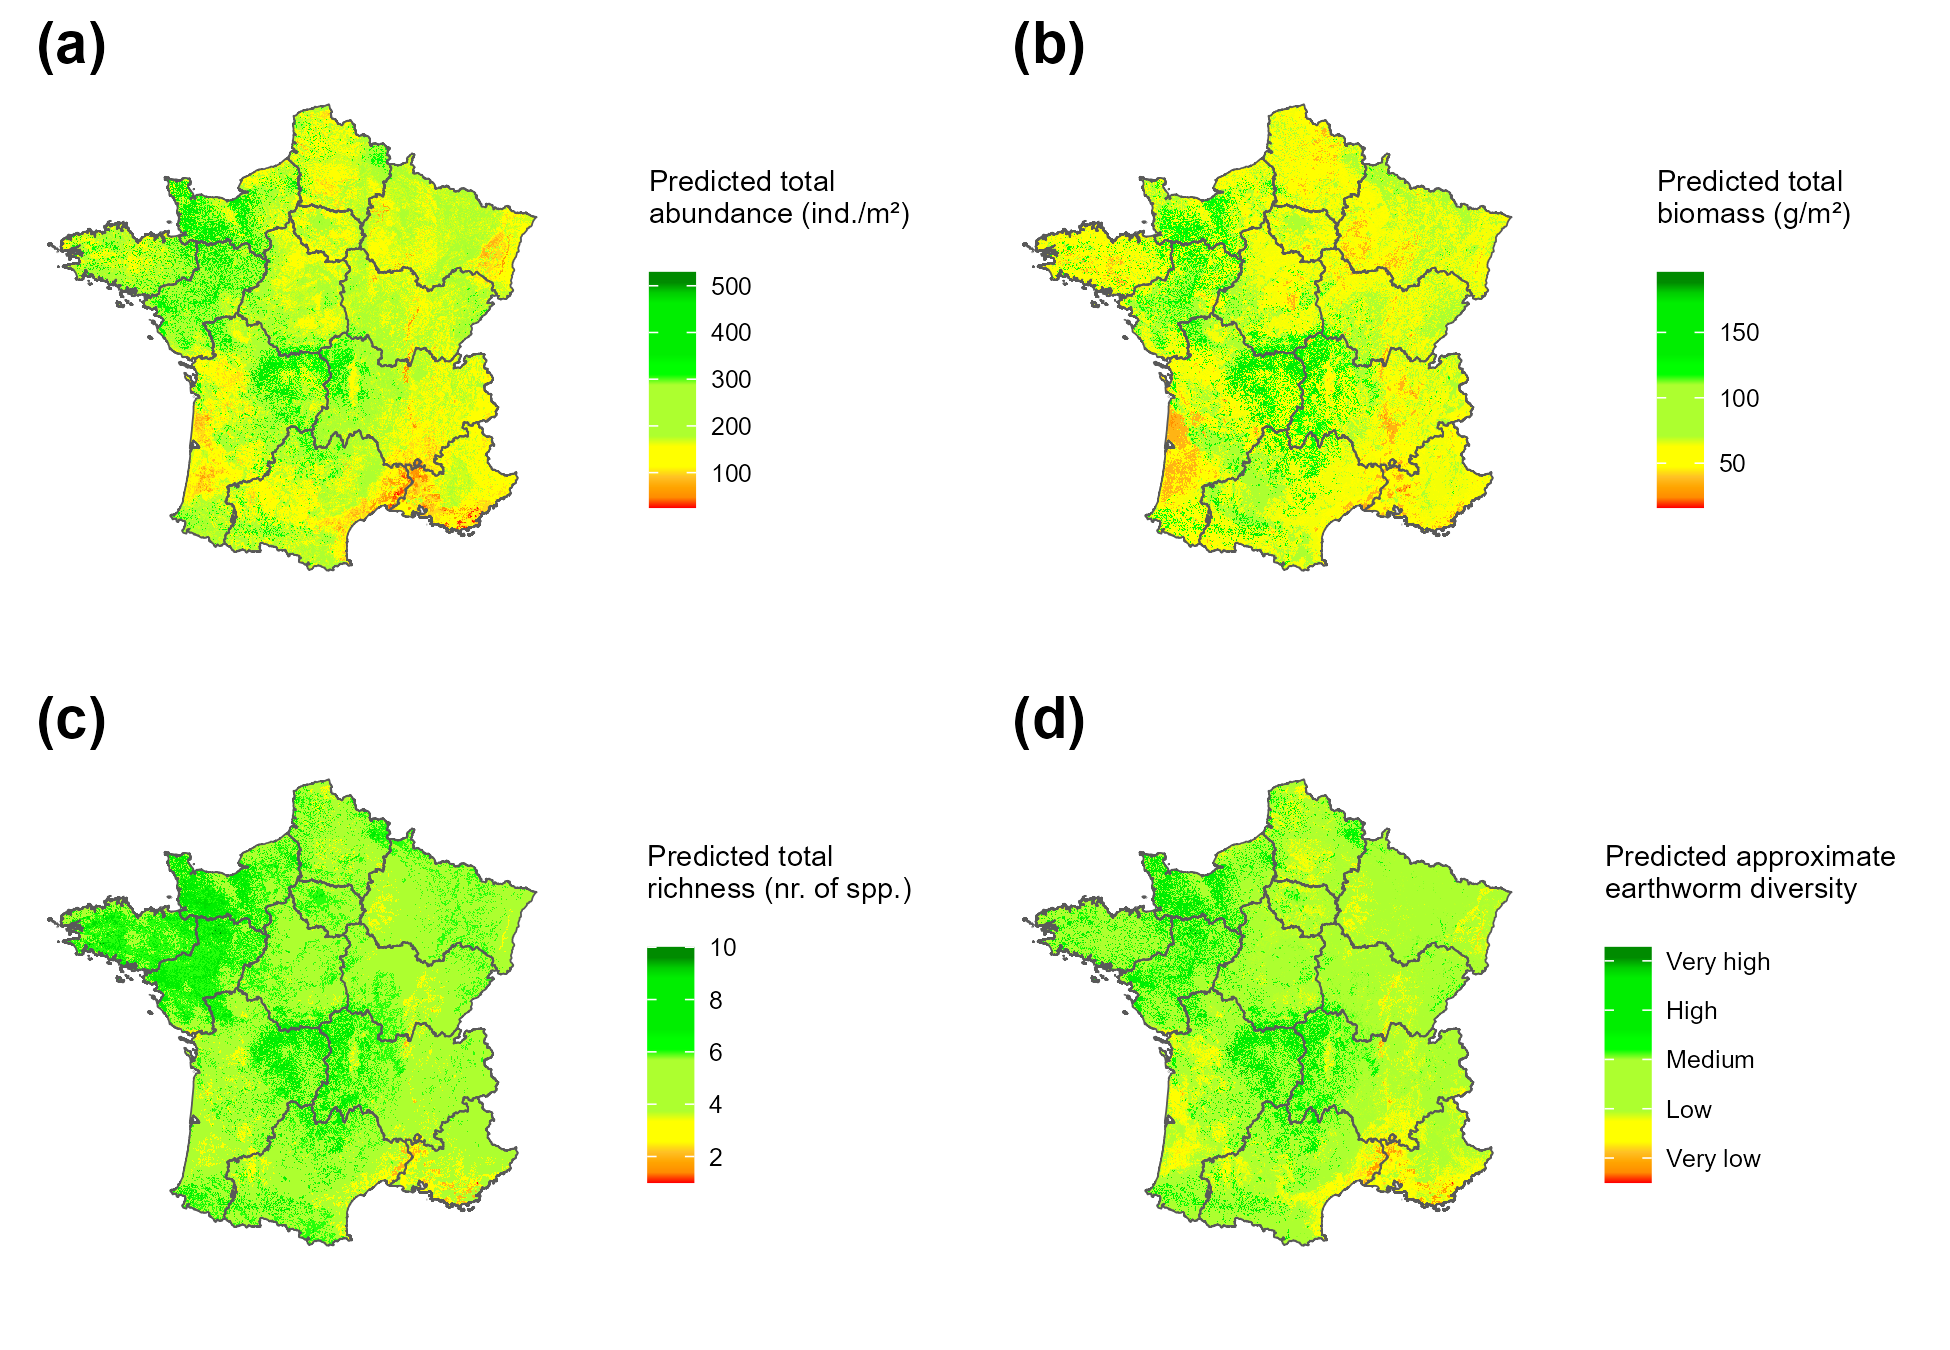 (a)
Predicted total
abundance (ind./m²)
500
400
300
200
100
(b)
Predicted total
biomass (g/m²)
150
100
50
(c)
Predicted total
richness (nr. of spp.)
10
8
6
4
2
(d)
Predicted approximate
earthworm diversity
Very high
High
Medium
Low
Very low